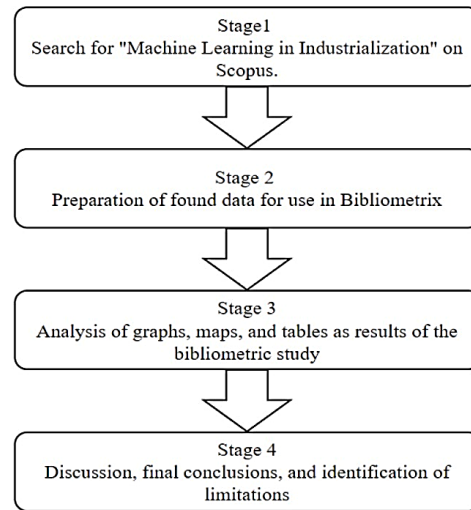 Stage1
Search for "Machine Learning in Industrialization" on
Scopus.
Stage 2
Preparation of found data for use in Bibliometrix
Stage 3
Analysis of graphs, maps, and tables as results of the
bibliometric study
Stage 4
Discussion, final conclusions, and identification of
limitations